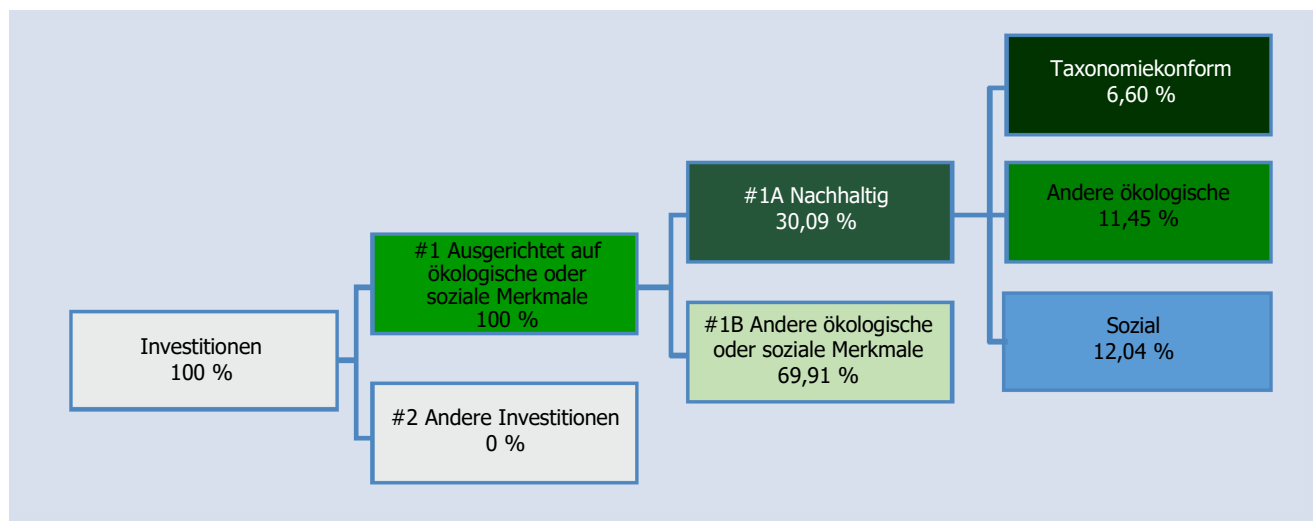 Investitionen
100 %
#1 Ausgerichtet auf
ökologische oder
soziale Merkmale
100 %
#2 Andere Investitionen
0 %
#1A Nachhaltig
30,09 %
#1B Andere ökologische
oder soziale Merkmale
69,91 %
Taxonomiekonform
6,60 %
Andere ökologische
11,45 %
Sozial
12,04 %